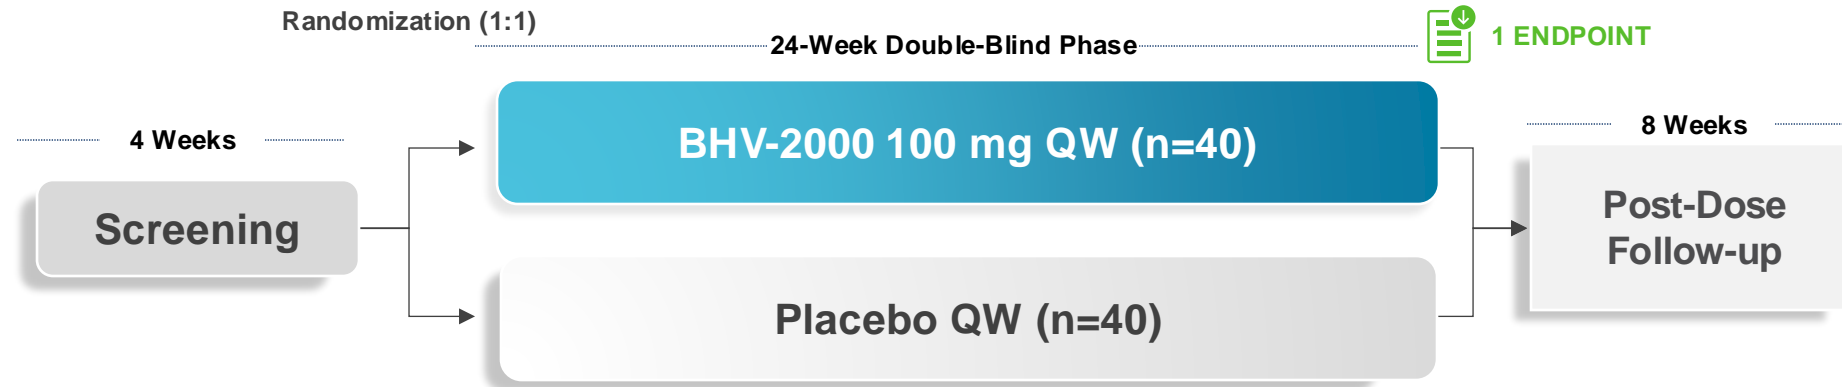 Randomization (1:1)
24-Week Double-Blind Phase
1 ENDPOINT
4 Weeks
Screening
BHV-2000 100 mg QW (n=40)
Placebo QW (n=40)
8 Weeks
Post-Dose
Follow-up